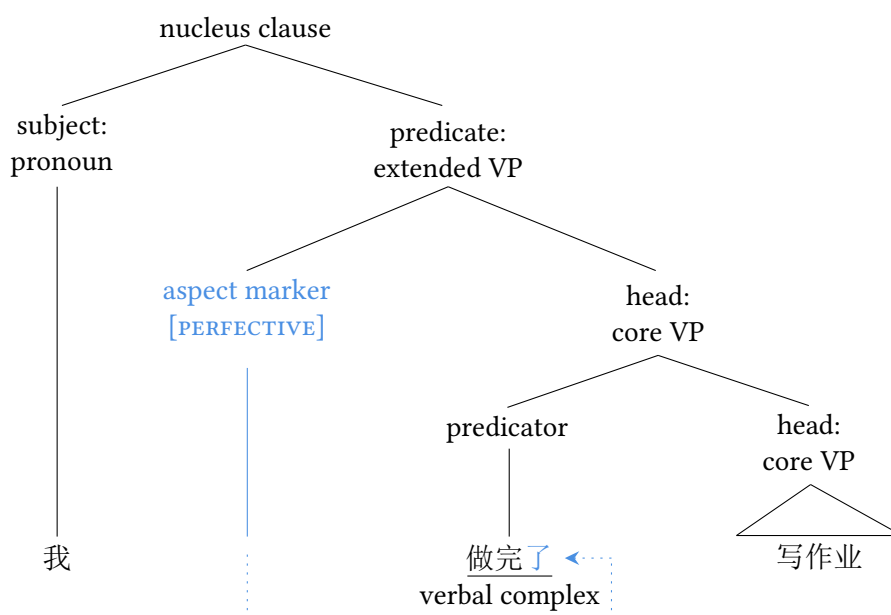 nucleus clause
subject:
pronoun
predicate:
extended VP
aspect marker
[PERFECTIVE]
head:
core VP
predicator
head:
core VP
我
做完了
写作业
verbal complex